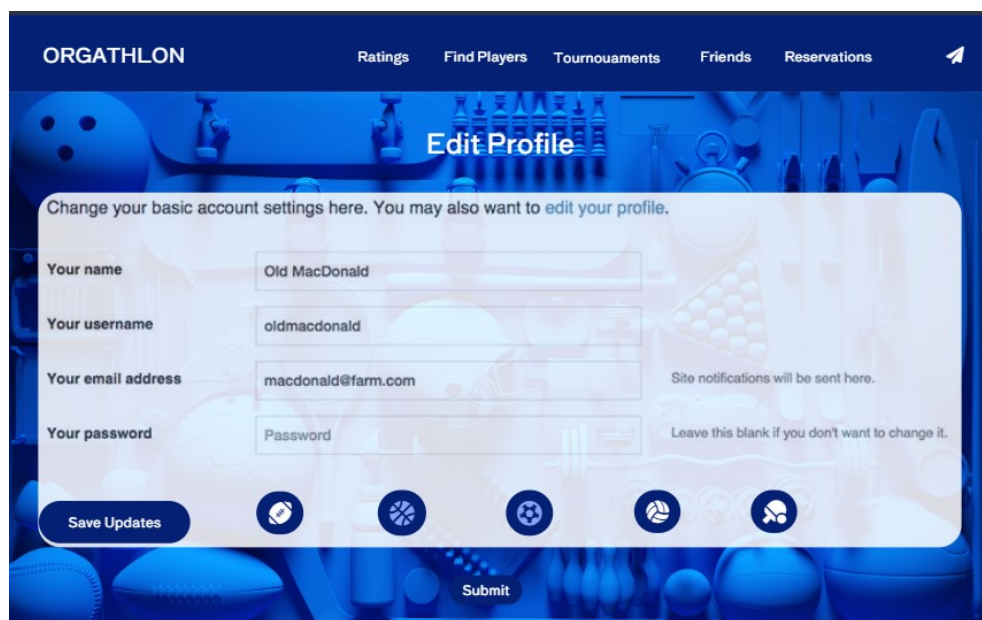 ORGATHLON Ratings Find Players Tournouaments Friends Reservations
Edit Profile
Change your basic account settings here. You may also want to edit your profile.
Your name Old MacDonald
Your username oldmacdonald
Your email address macdonald@farm.com Site notifications will be sent here.
Your password Password Leave this blank if you don't want to change it.
Save Updates
Submit